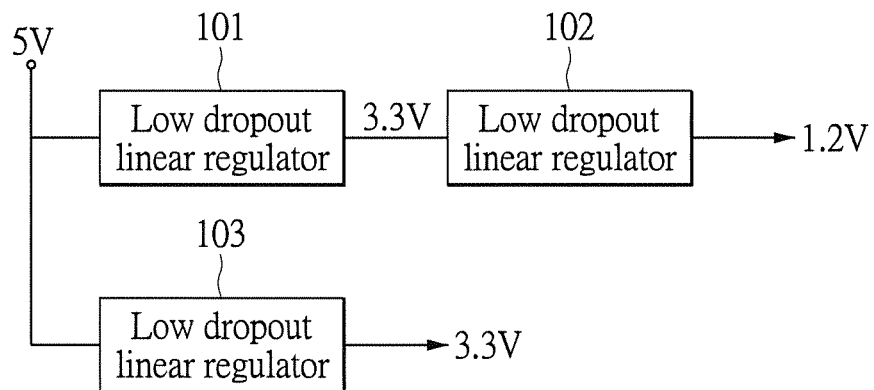 101
102
5V
Low dropout
linear regulator
3.3V
Low dropout
linear regulator
1.2V
103
Low dropout
linear regulator
3.3V